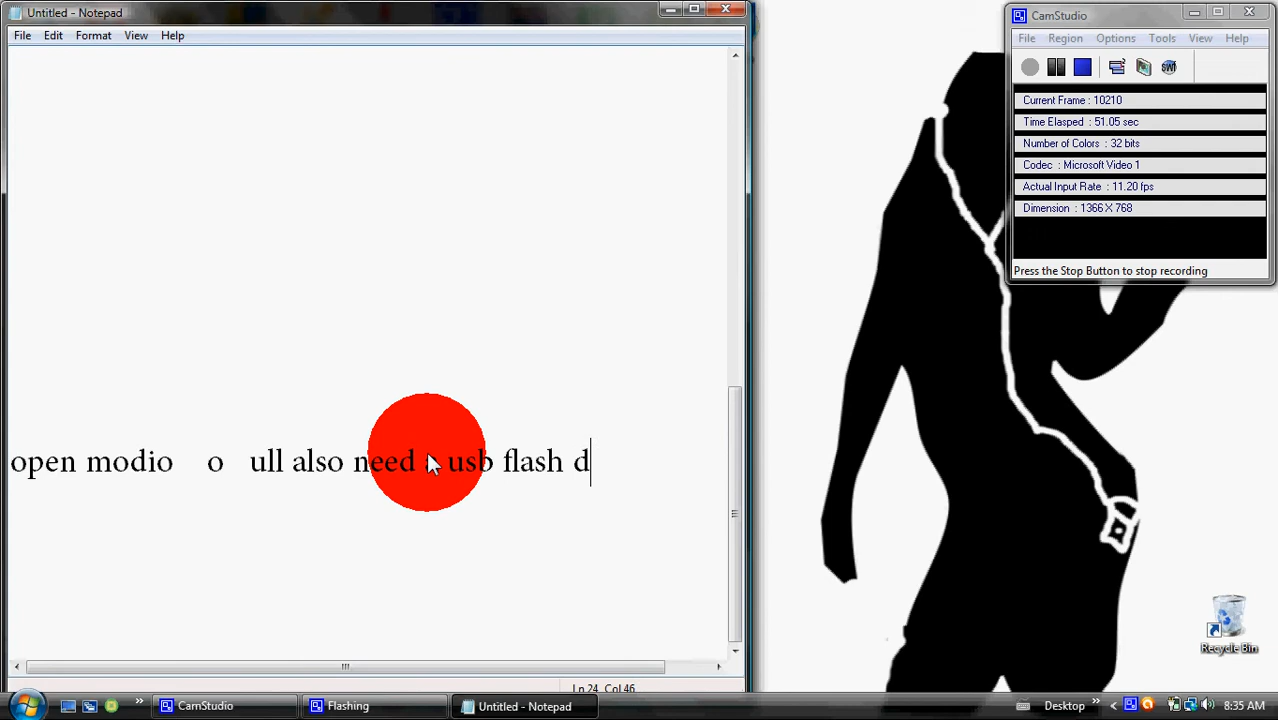 Untitled - Notepad
File Edit Format View Help
open modio o ull also need a usb flash d
Ln 24, Col 46
CamStudio
File Region Options Tools View Help
SWF
Current Frame : 10210
Time Elasped : 51.05 sec
Number of Colors : 32 bits
Codec : Microsoft Video 1
Actual Input Rate : 11.20 fps
Dimension : 1366 X 768
Press the Stop Button to stop recording
Recycle Bin
CamStudio
Flashing
Untitled - Notepad
Desktop
8:35 AM